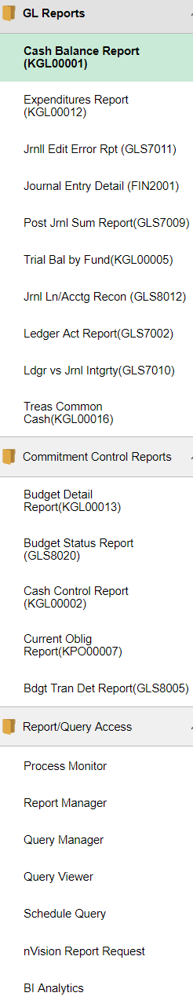 GL Reports
Cash Balance Report
(KGL00001)
Expenditures Report
(KGL00012)
Jrnll Edit Error Rpt (GLS7011)
Journal Entry Detail (FIN2001)
Post Jrnl Sum Report(GLS7009)
Trial Bal by Fund(KGL00005)
Jrnl Ln/Acctg Recon (GLS8012)
Ledger Act Report(GLS7002)
Ldgr vs Jrnl Intgrty(GLS7010)
Treas Common
Cash(KGL00016)
Commitment Control Reports
Budget Detail
Report(KGL00013)
Budget Status Report
(GLS8020)
Cash Control Report
(KGL00002)
Current Oblig
Report(KPO00007)
Bdgt Tran Det Report(GLS8005)
Report/Query Access
Process Monitor
Report Manager
Query Manager
Query Viewer
Schedule Query
nVision Report Request
BI Analytics